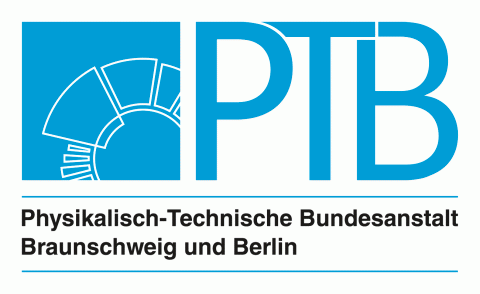 PTB
Physikalisch-Technische Bundesanstalt
Braunschweig und Berlin